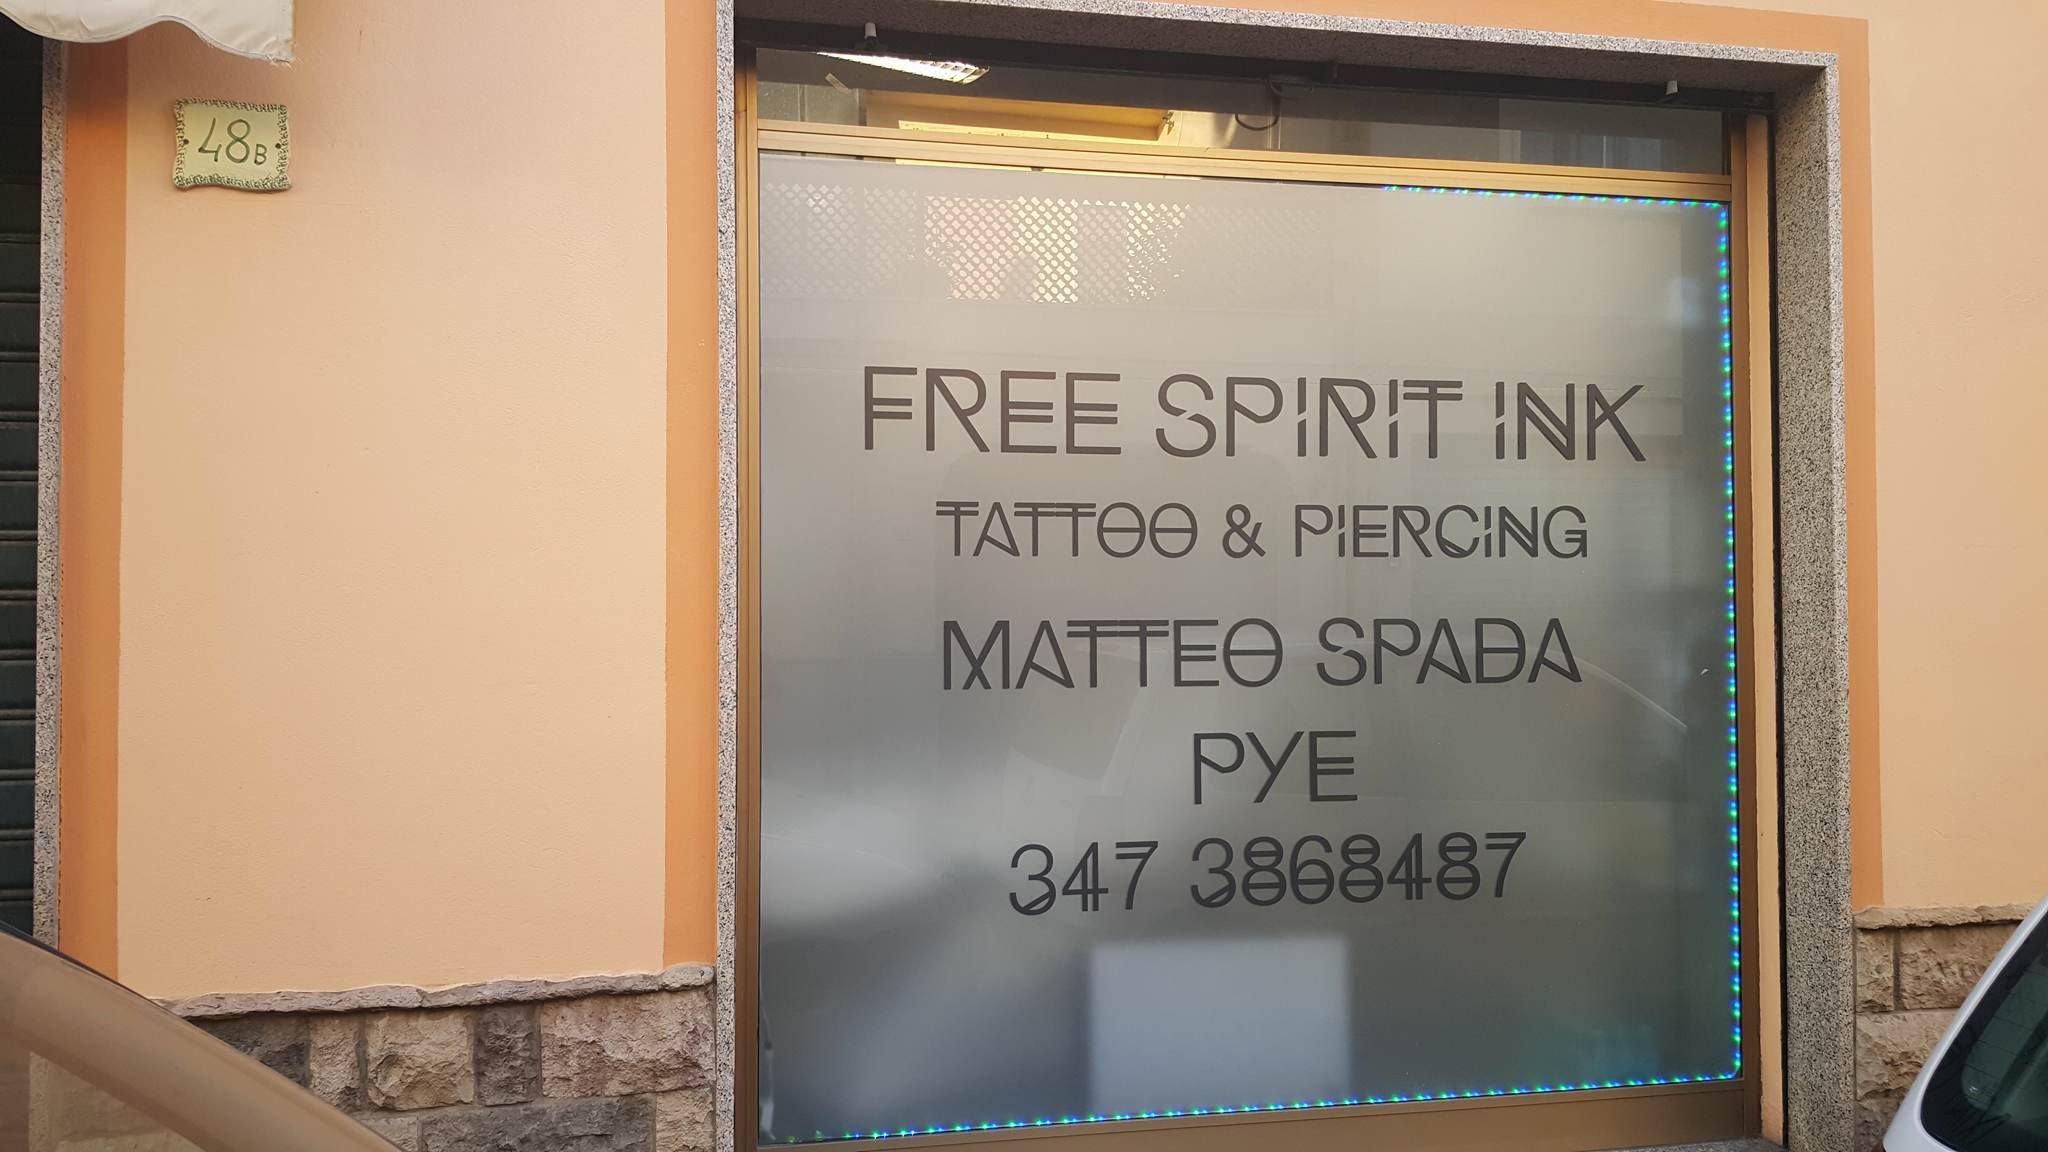 48B
FREE SPIRIT INK
TATTOO & PIERCING
MATTEO SPADA
PYE
347 3868487